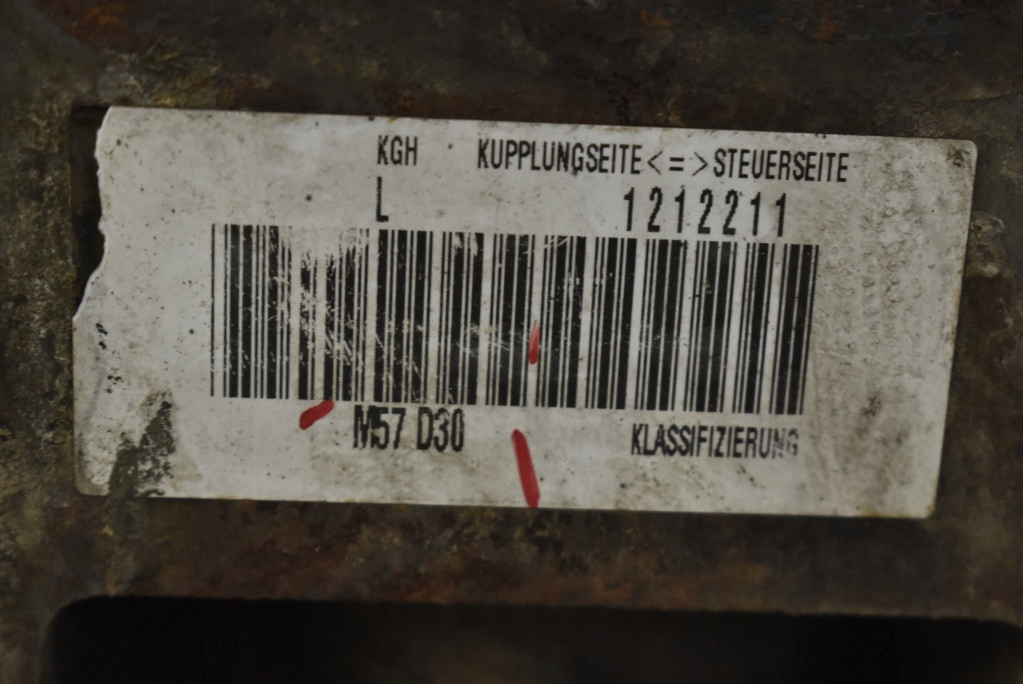 KGH KUPPLUNGSEITE<=>STEUERSEITE
L 1212211
M57 D30 KLASSIFIZIERUNG